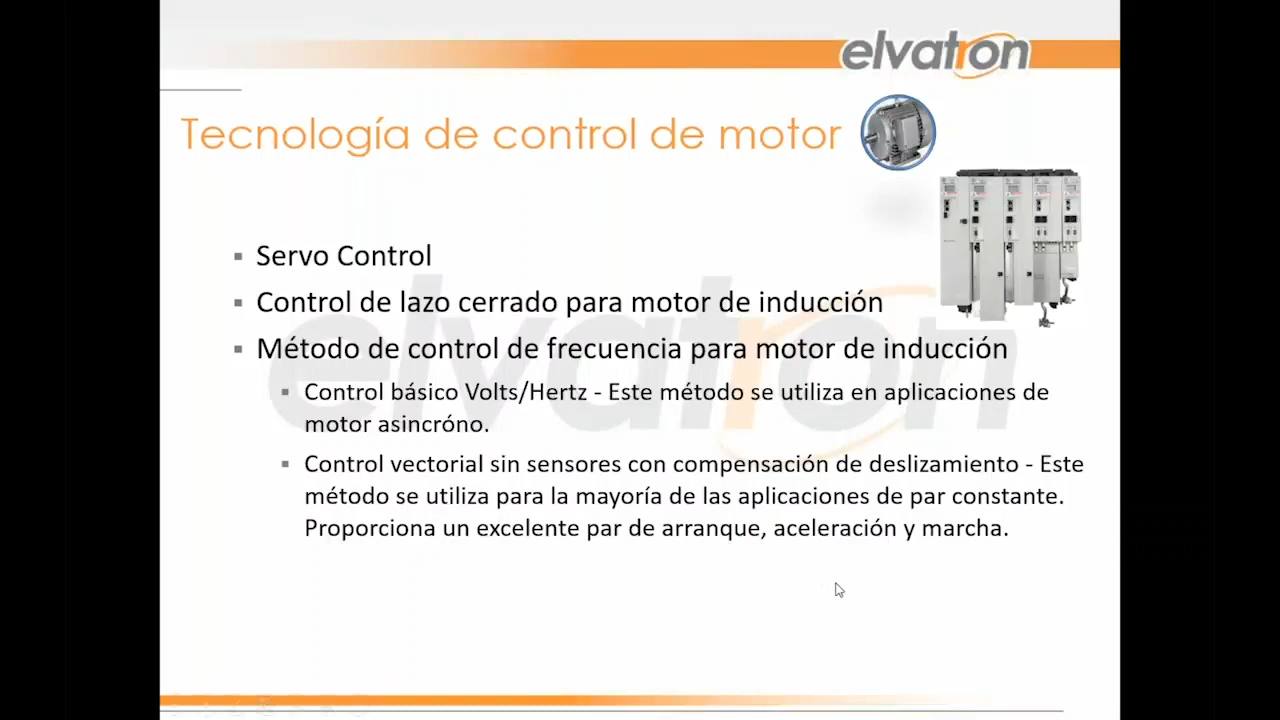 elvatron
Tecnología de control de motor
Servo Control
Control de lazo cerrado para motor de inducción
Método de control de frecuencia para motor de inducción
Control básico Volts/Hertz - Este método se utiliza en aplicaciones de
motor asincróno.
Control vectorial sin sensores con compensación de deslizamiento - Este
método se utiliza para la mayoría de las aplicaciones de par constante.
Proporciona un excelente par de arranque, aceleración y marcha.
elvatron